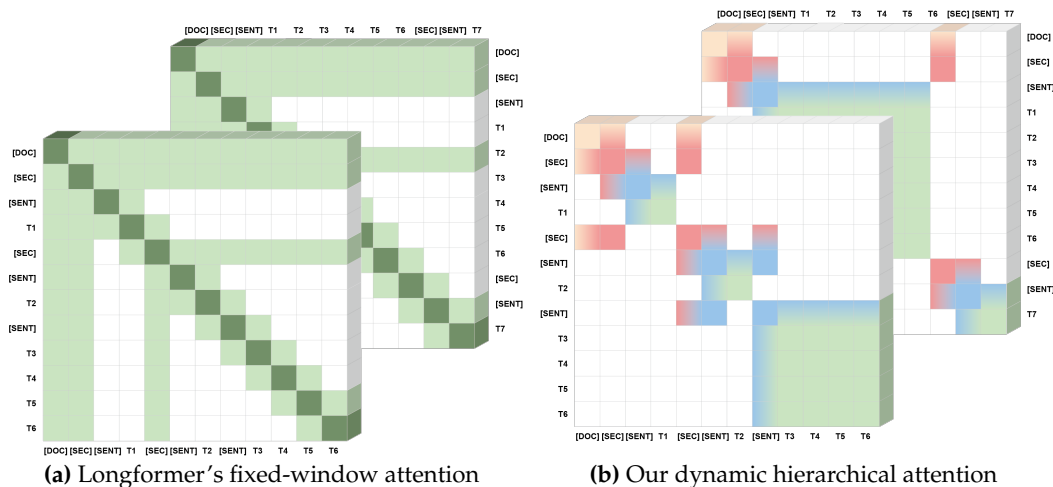 [DOC] [SEC] [SENT] T1 T2 T3 T4 T5 T6 [SEC] [SENT] T7
[DOC]
[SEC]
[SENT]
T1
T2
T3
T4
T5
T6
[SEC]
[SENT]
T7
[DOC]
[SEC]
[SENT]
T1
[SEC]
[SENT]
T2
[SENT]
T3
T4
T5
T6
[DOC] [SEC] [SENT] T1 [SEC] [SENT] T2 [SENT] T3 T4 T5 T6
(a) Longformer's fixed-window attention
[DOC] [SEC] [SENT] T1 T2 T3 T4 T5 T6 [SEC] [SENT] T7
[DOC]
[SEC]
[SENT]
T1
T2
T3
T4
T5
T6
[SEC]
[SENT]
T7
[DOC]
[SEC]
[SENT]
T1
[SEC]
[SENT]
T2
[SENT]
T3
T4
T5
T6
[DOC] [SEC] [SENT] T1 [SEC] [SENT] T2 [SENT] T3 T4 T5 T6
(b) Our dynamic hierarchical attention